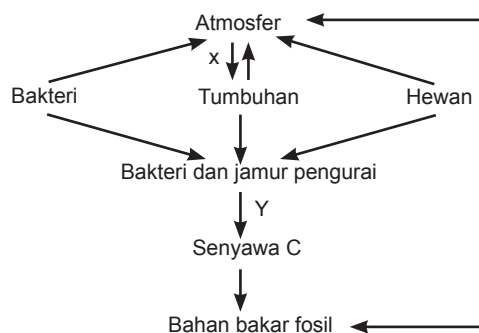 Atmosfer
x
Bakteri Tumbuhan Hewan
Bakteri dan jamur pengurai
Y
Senyawa C
Bahan bakar fosil